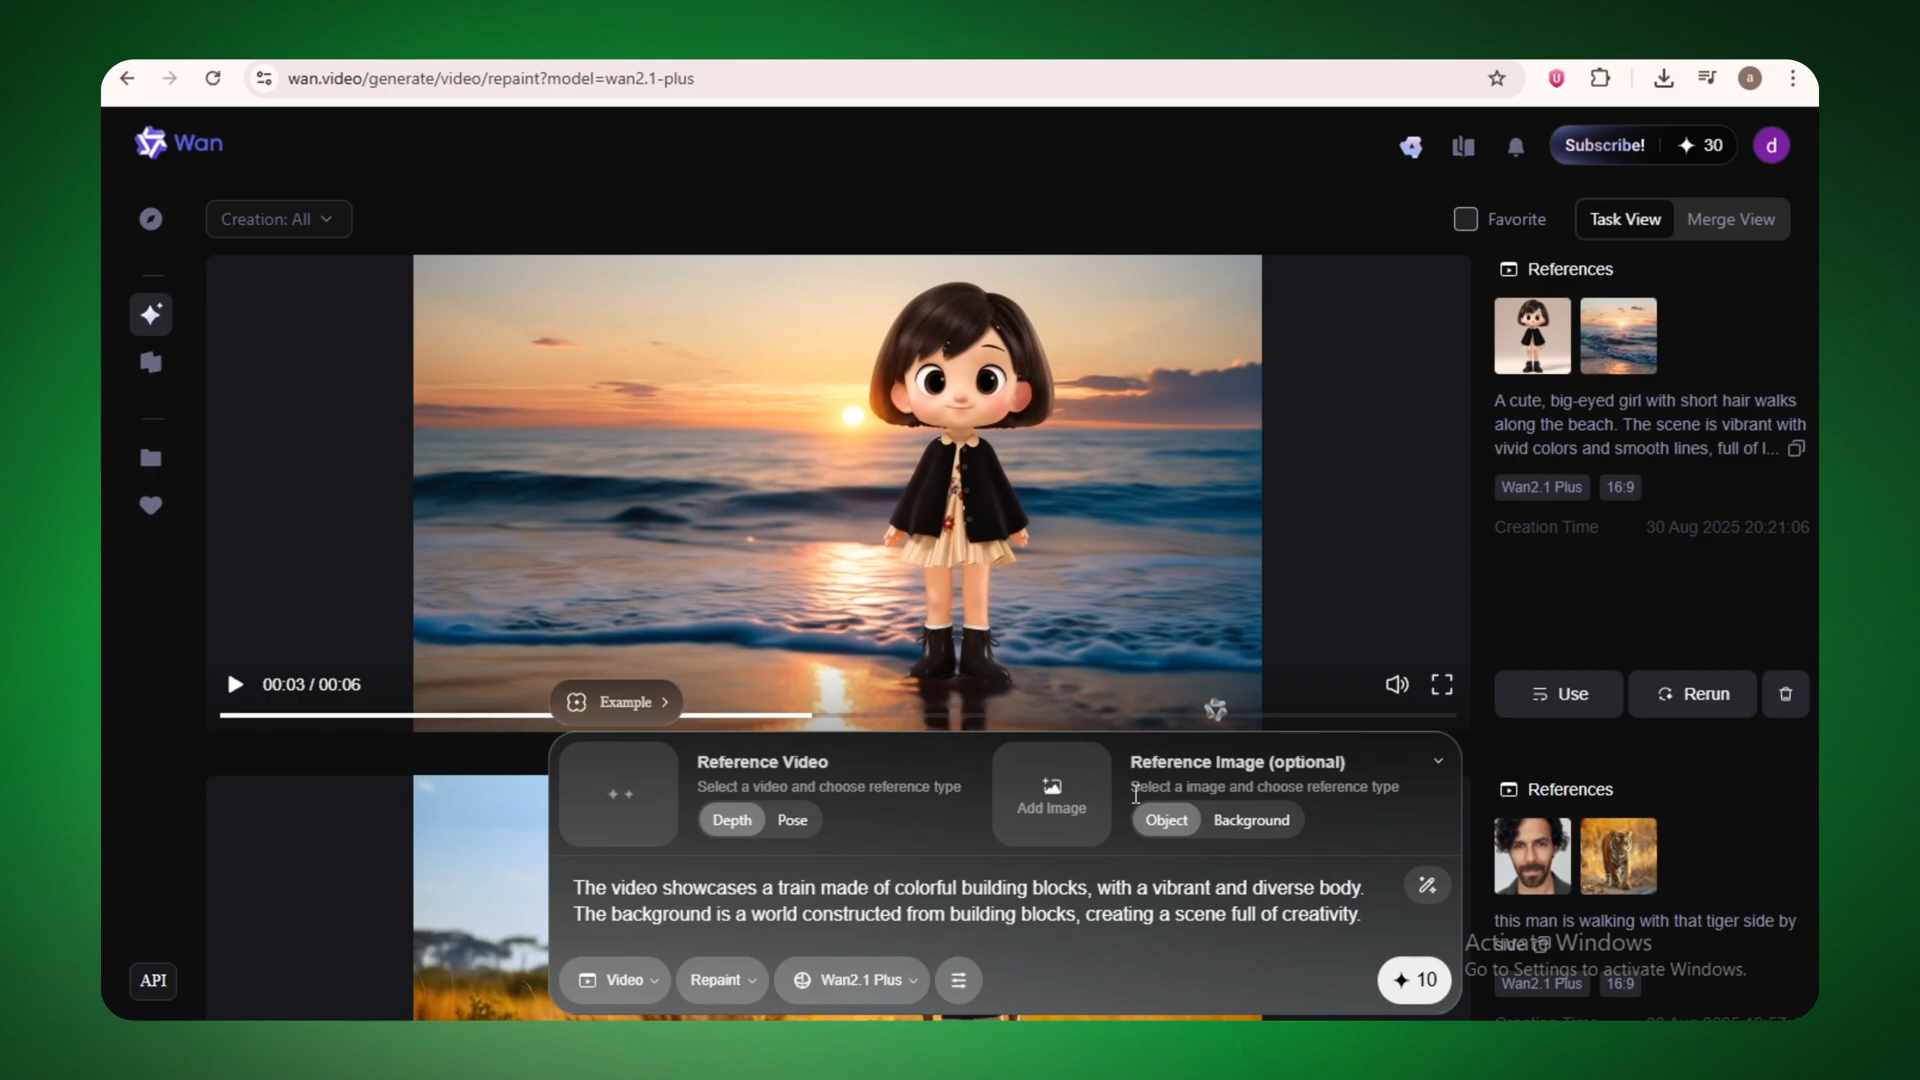 wan.video/generate/video/repaint?model=wan2.1-plus
a
Wan
Subscribe!
30
d
Creation: All
Favorite
Task View
Merge View
References
A cute, big-eyed girl with short hair walks
along the beach. The scene is vibrant with
vivid colors and smooth lines, full of l...
Wan2.1 Plus
16:9
Creation Time
30 Aug 2025 20:21:06
00:03 / 00:06
Use
Rerun
Example
Reference Video
Select a video and choose reference type
Depth
Pose
Add Image
Reference Image (optional)
Select a image and choose reference type
Object
Background
The video showcases a train made of colorful building blocks, with a vibrant and diverse body.
The background is a world constructed from building blocks, creating a scene full of creativity.
Video
Repaint
Wan2.1 Plus
10
References
this man is walking with that tiger side by
side
Activate Windows
Go to Settings to activate Windows.
Wan2.1 Plus
16:9
API